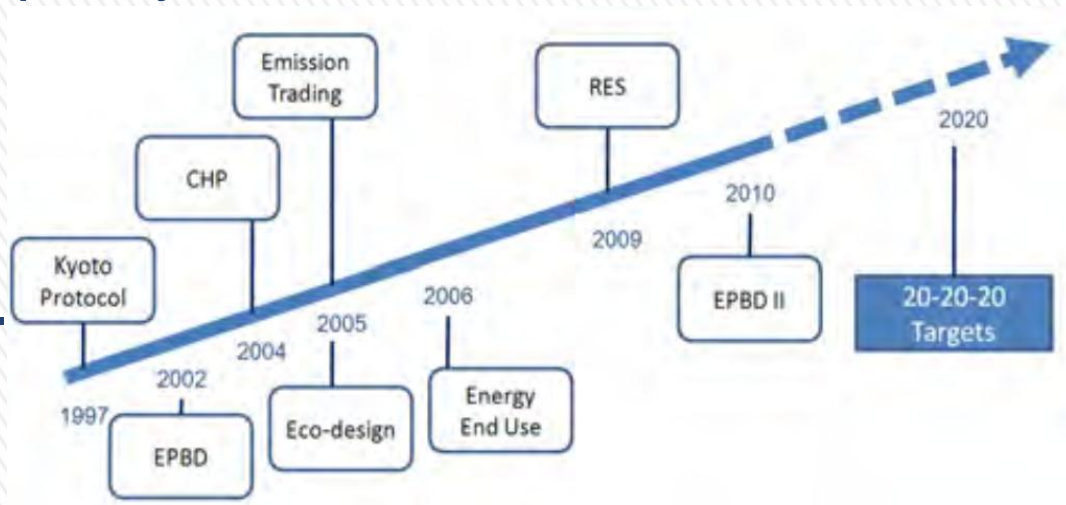 Emission
Trading
RES
CHP
2020
2010
2009
Kyoto
Protocol
2006
EPBD II
20-20-20
Targets
2005
2004
2002
1997
Energy
End Use
Eco-design
EPBD